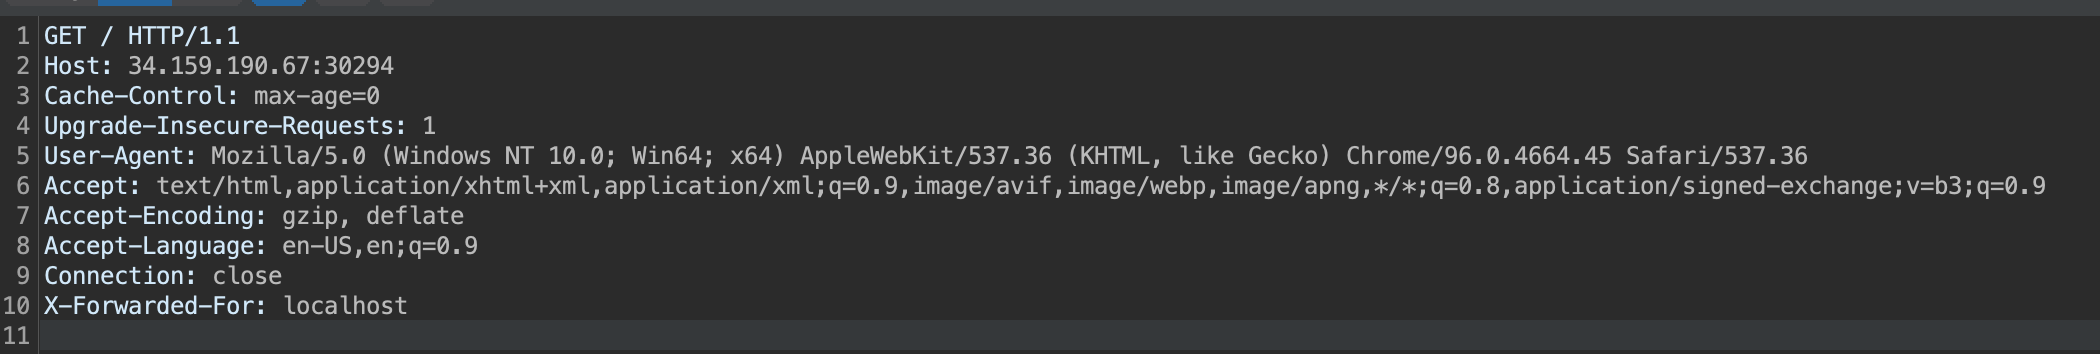 1 GET / HTTP/1.1
2 Host: 34.159.190.67:30294
3 Cache-Control: max-age=0
4 Upgrade-Insecure-Requests: 1
5 User-Agent: Mozilla/5.0 (Windows NT 10.0; Win64; x64) AppleWebKit/537.36 (KHTML, like Gecko) Chrome/96.0.4664.45 Safari/537.36
6 Accept: text/html,application/xhtml+xml,application/xml;q=0.9,image/avif,image/webp,image/apng,*/*;q=0.8,application/signed-exchange;v=b3;q=0.9
7 Accept-Encoding: gzip, deflate
8 Accept-Language: en-US,en;q=0.9
9 Connection: close
10 X-Forwarded-For: localhost
11